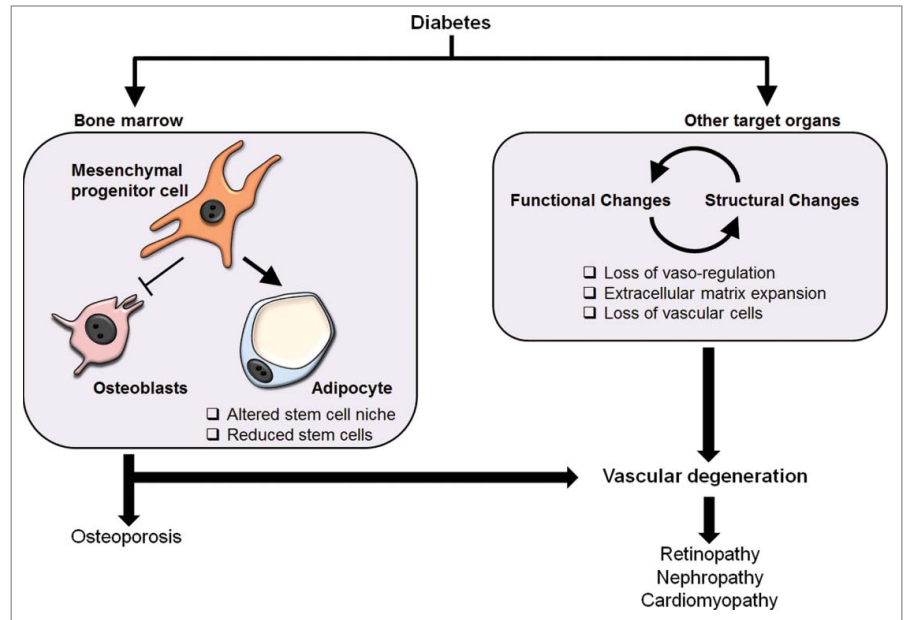 Diabetes
Bone marrow
Mesenchymal
progenitor cell
Osteoblasts
Adipocyte
❑ Altered stem cell niche
❑ Reduced stem cells
Osteoporosis
Other target organs
Functional Changes
Structural Changes
❑ Loss of vaso-regulation
❑ Extracellular matrix expansion
❑ Loss of vascular cells
Vascular degeneration
Retinopathy
Nephropathy
Cardiomyopathy